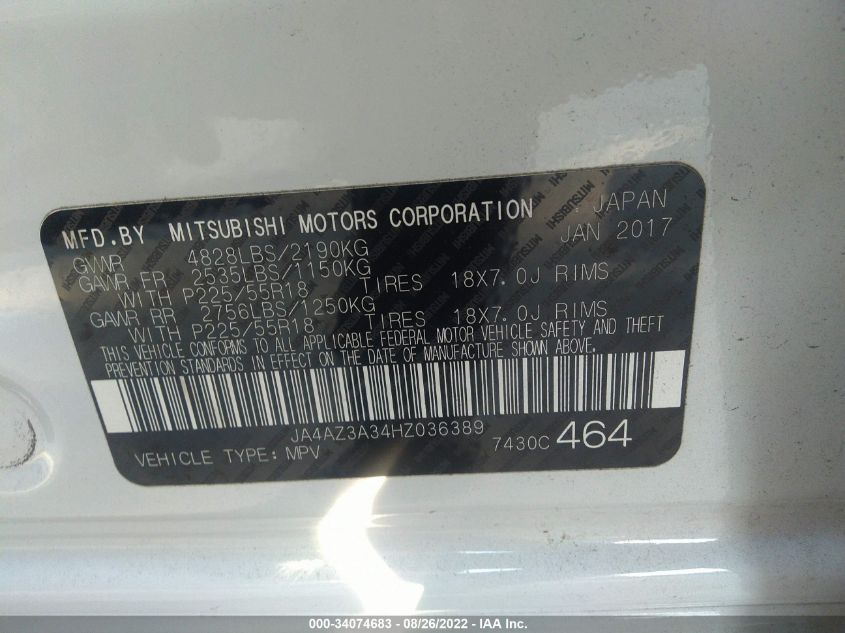 MFD.BY MITSUBISHI MOTORS CORPORATION JAPAN
GVWR 4828LBS/2190KG JAN 2017
GAWR FR 2535LBS/1150KG
WITH P225/55R18 TIRES 18X7.0J RIMS
GAWR RR 2756LBS/1250KG
WITH P225/55R18 TIRES 18X7.0J RIMS
THIS VEHICLE CONFORMS TO ALL APPLICABLE FEDERAL MOTOR VEHICLE SAFETY AND THEFT
PREVENTION STANDARDS IN EFFECT ON THE DATE OF MANUFACTURE SHOWN ABOVE.
JA4AZ3A34HZ036389
VEHICLE TYPE: MPV 7430C 464
000-34074683 - 08/26/2022 - IAA Inc.